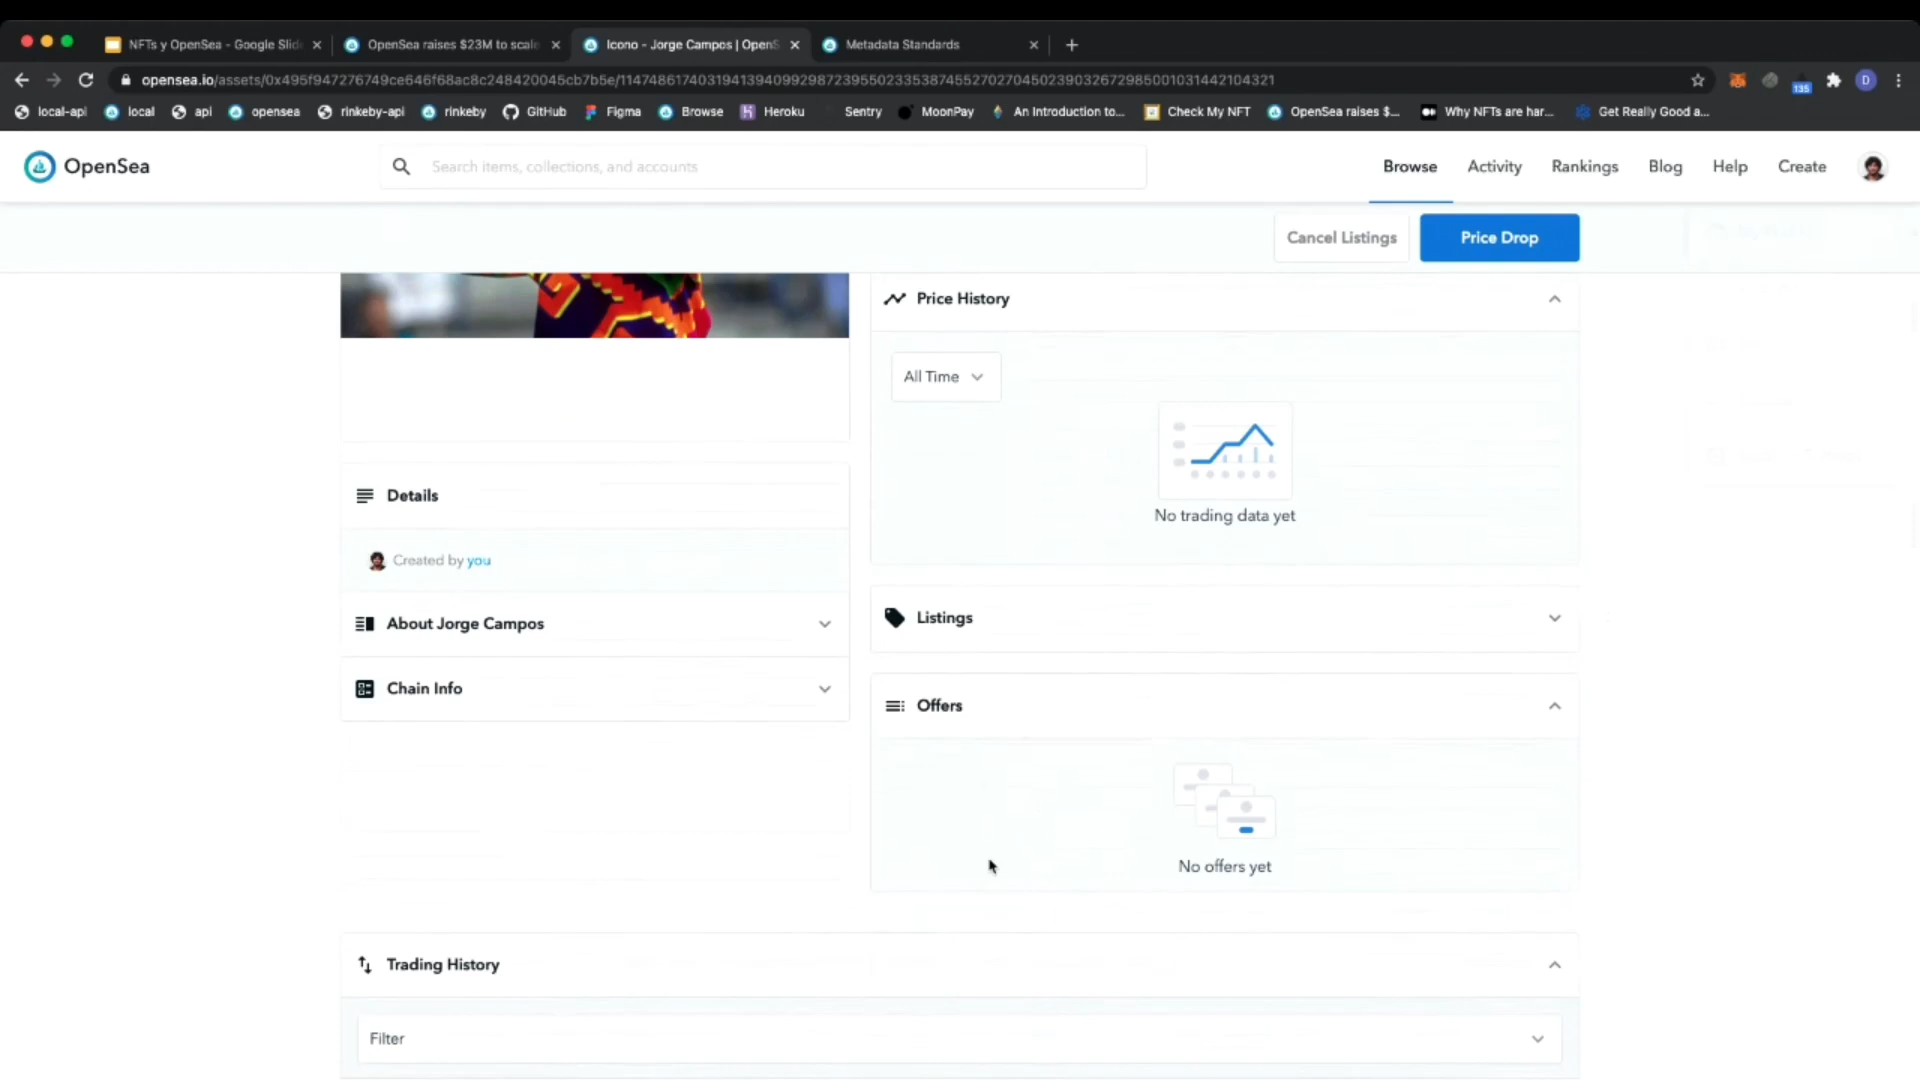 NFTs y OpenSea - Google Slid
OpenSea raises $23M to scale
Icono - Jorge Campos | OpenS
Metadata Standards
opensea.io/assets/0x495f947276749ce646f68ac8c248420045cb7b5e/11474861740319413940992987239550233538745527027045023903267298500103144210432​1
D
135
local-api
local
api
opensea
rinkeby-api
rinkeby
GitHub
Figma
Browse
Heroku
Sentry
MoonPay
An Introduction to...
Check My NFT
OpenSea raises $...
Why NFTs are har...
Get Really Good a...
OpenSea
Search items, collections, and accounts
Browse
Activity
Rankings
Blog
Help
Create
Cancel Listings
Price Drop
Price History
All Time
No trading data yet
Details
Created by you
About Jorge Campos
Chain Info
Listings
Offers
No offers yet
Trading History
Filter